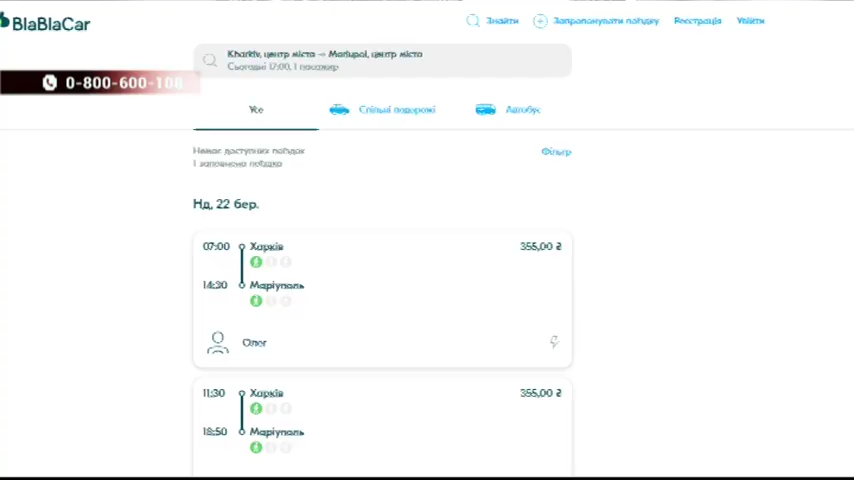 BlaBlaCar
Знайти
Запропонувати поїздку
Реєстрація
Увійти
Kharkiv, центр міста → Mariupol, центр міста
Сьогодні 17:00, 1 пасажир
0-800-600-108
Усе
Спільні подорожі
Автобус
Немає доступних поїздок
1 заповнена поїздка
Фільтр
Нд, 22 бер.
07:00 Харків 355,00 ₴
14:30 Маріуполь
Олег
11:30 Харків 355,00 ₴
18:50 Маріуполь